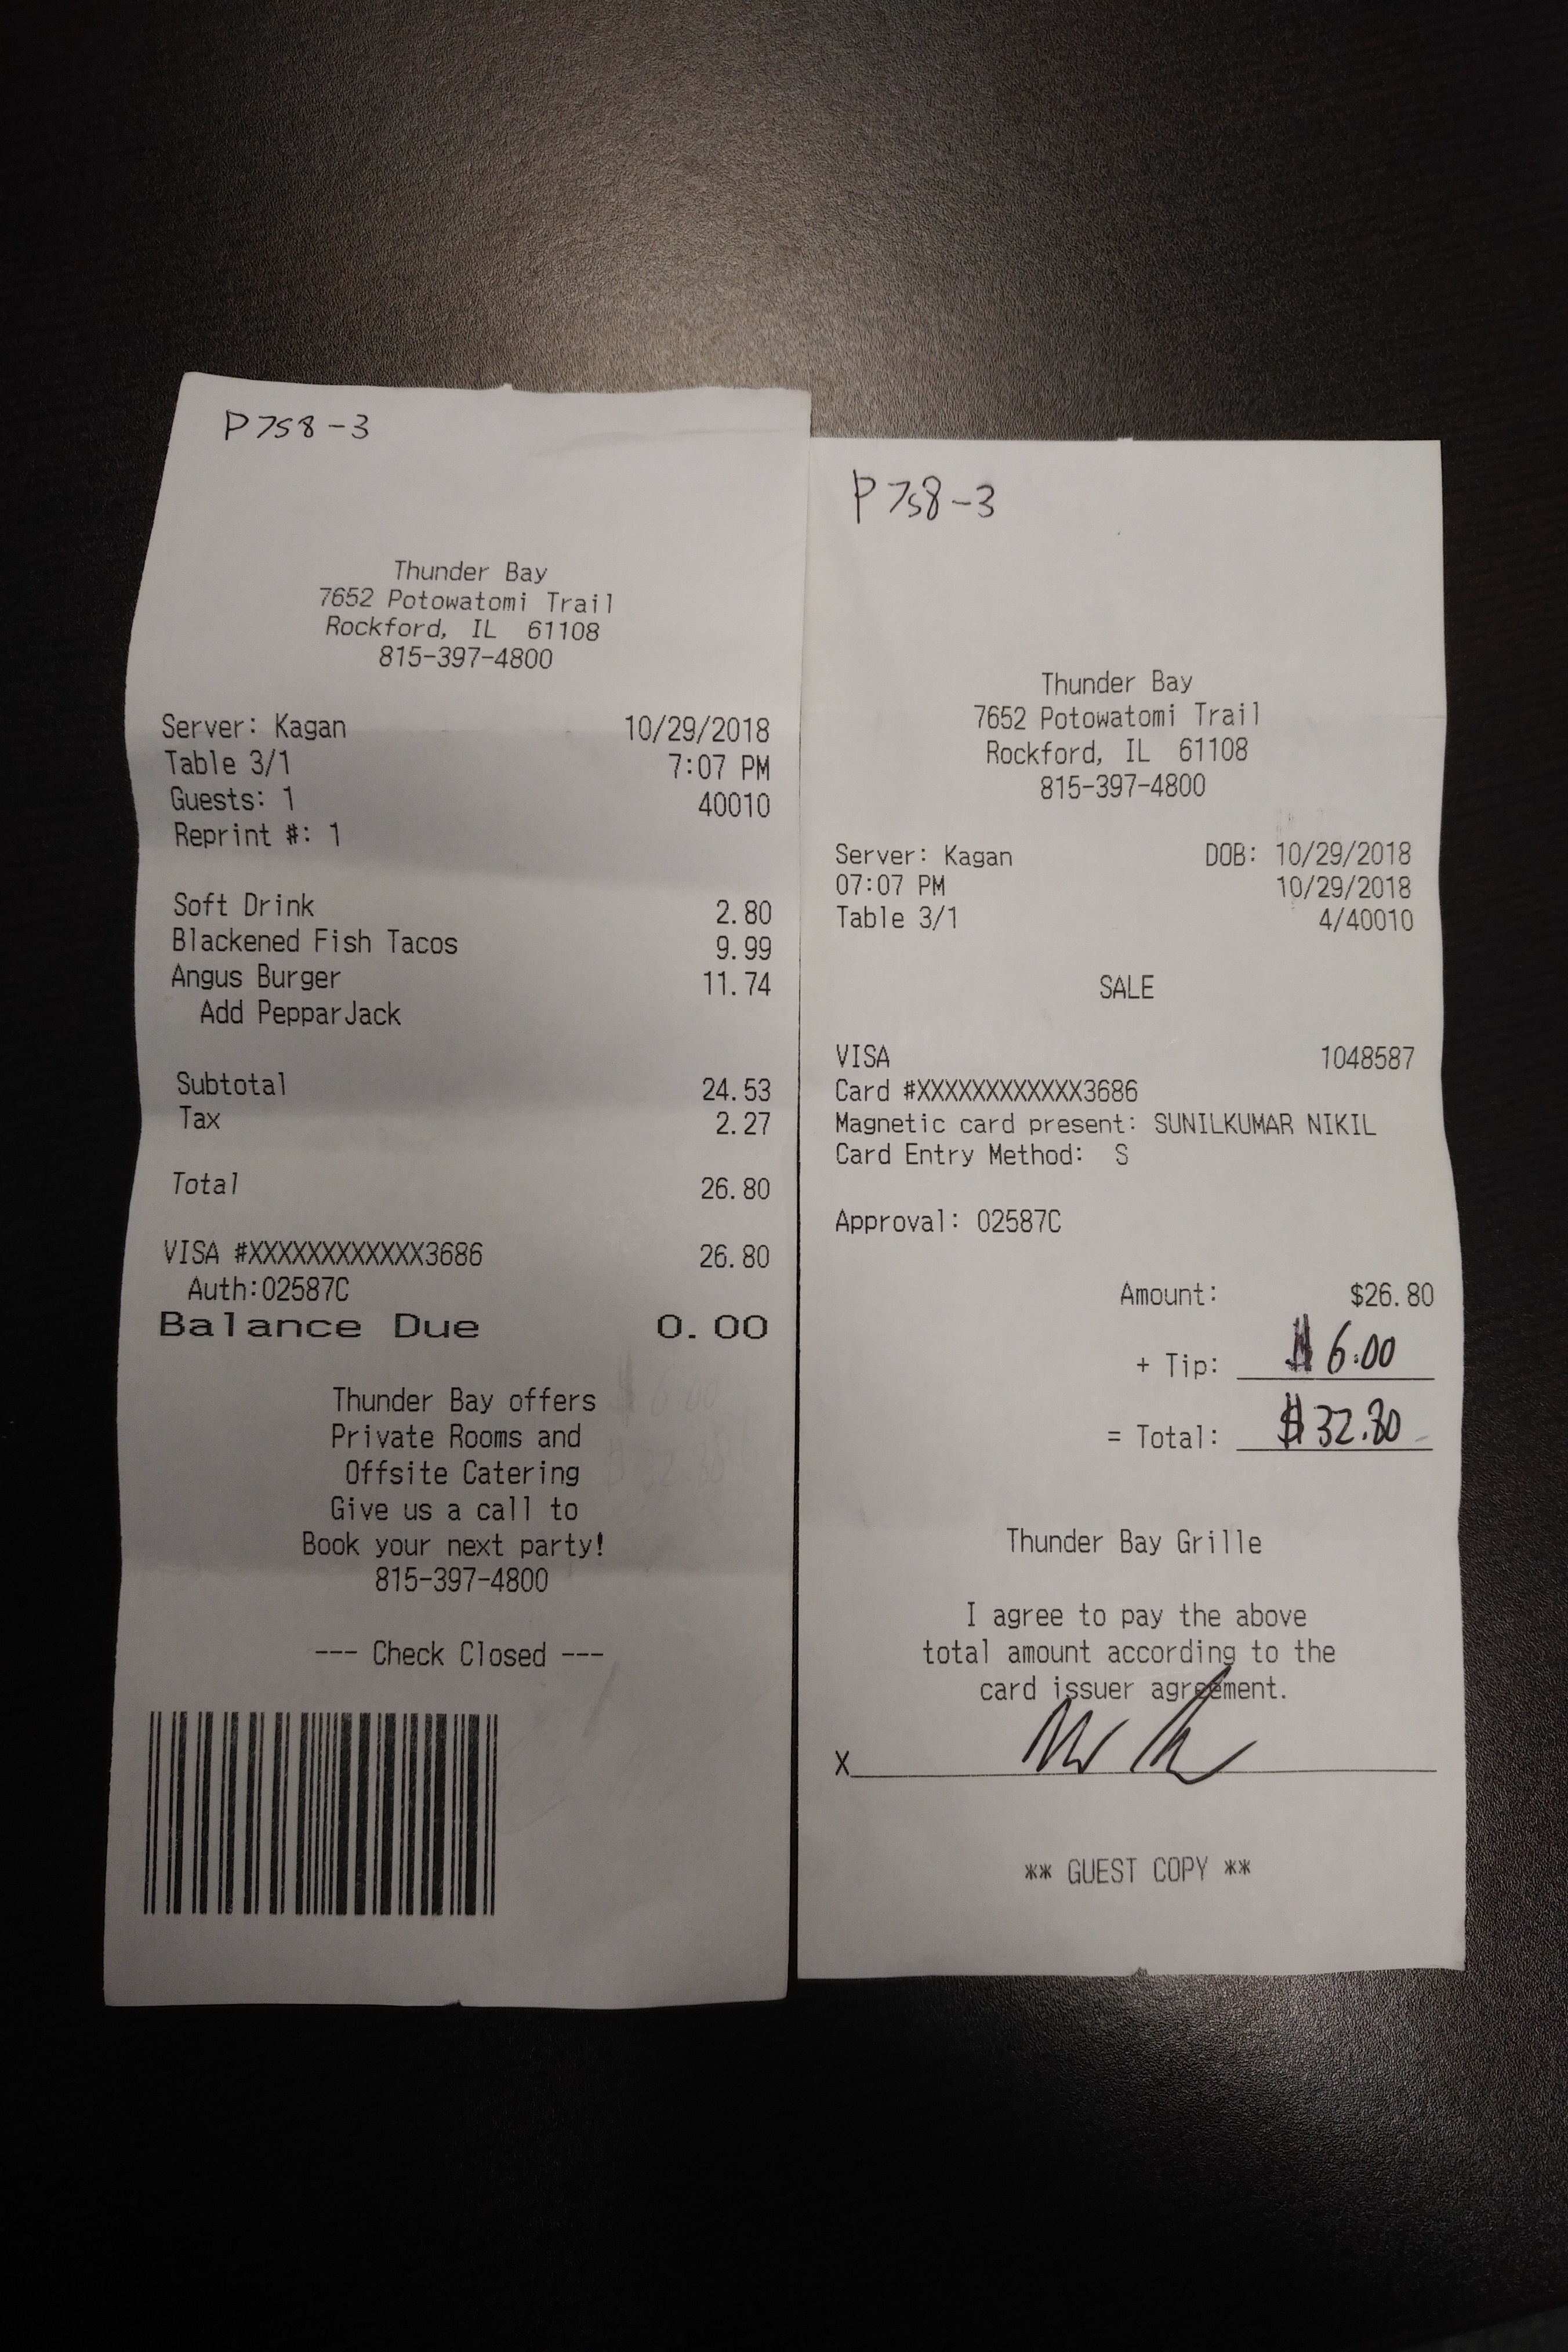 P758-3
Thunder Bay
7652 Potowatomi Trail
Rockford, IL 61108
815-397-4800
Server: Kagan 10/29/2018
Table 3/1 7:07 PM
Guests: 1 40010
Reprint #: 1
Soft Drink 2.80
Blackened Fish Tacos 9.99
Angus Burger 11.74
Add PepparJack
Subtotal 24.53
Tax 2.27
Total 26.80
VISA #XXXXXXXXXXXX3686 26.80
Auth:02587C
Balance Due 0.00
Thunder Bay offers
Private Rooms and
Offsite Catering
Give us a call to
Book your next party!
815-397-4800
--- Check Closed ---
P758-3
Thunder Bay
7652 Potowatomi Trail
Rockford, IL 61108
815-397-4800
Server: Kagan DOB: 10/29/2018
07:07 PM 10/29/2018
Table 3/1 4/40010
SALE
VISA 1048587
Card #XXXXXXXXXXXX3686
Magnetic card present: SUNILKUMAR NIKIL
Card Entry Method: S
Approval: 02587C
Amount: $26.80
+ Tip: $6.00
= Total: $32.80
Thunder Bay Grille
I agree to pay the above
total amount according to the
card issuer agreement.
X
** GUEST COPY **